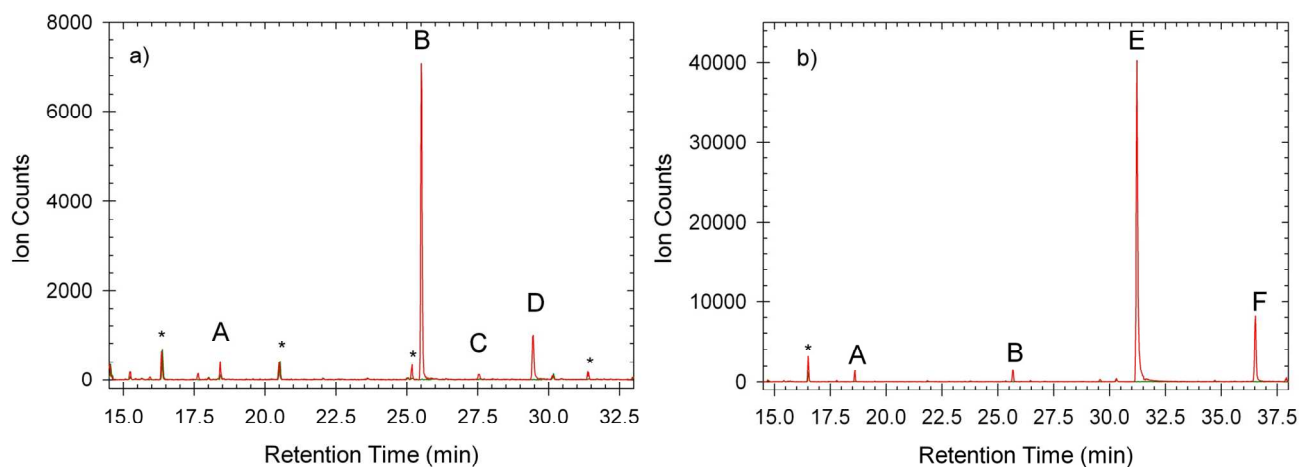 a)
8000
6000
4000
2000
0
Ion Counts
* A * * B C D *
15.0 17.5 20.0 22.5 25.0 27.5 30.0 32.5
Retention Time (min)
b)
40000
30000
20000
10000
0
Ion Counts
* A B E F
15.0 17.5 20.0 22.5 25.0 27.5 30.0 32.5 35.0 37.5
Retention Time (min)